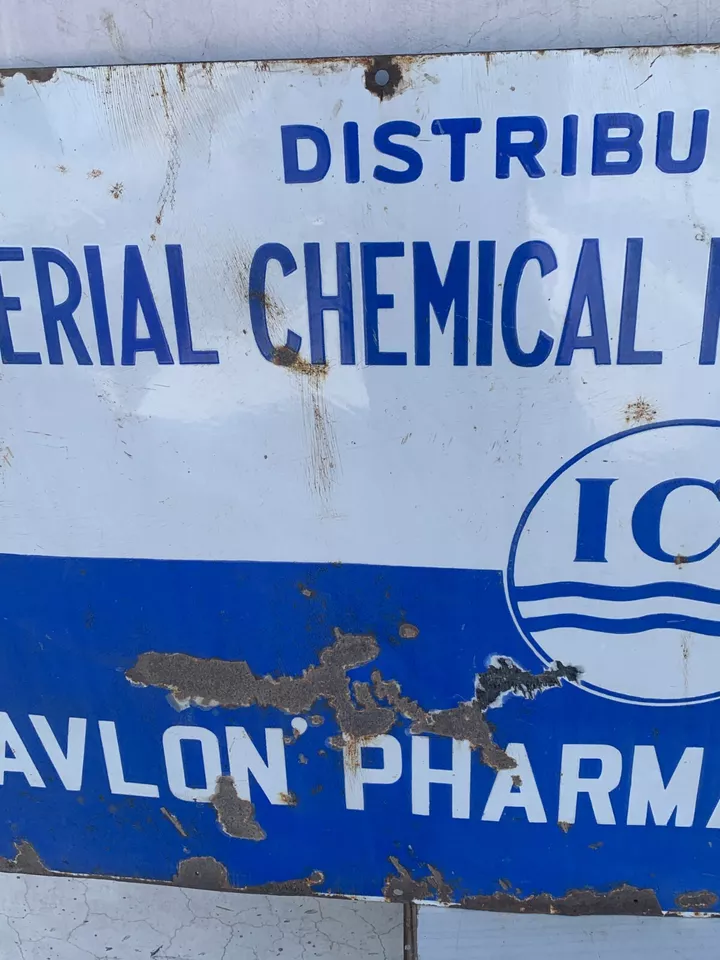 DISTRIBU
ERIAL CHEMICAL
IC
AVLON' PHARMA